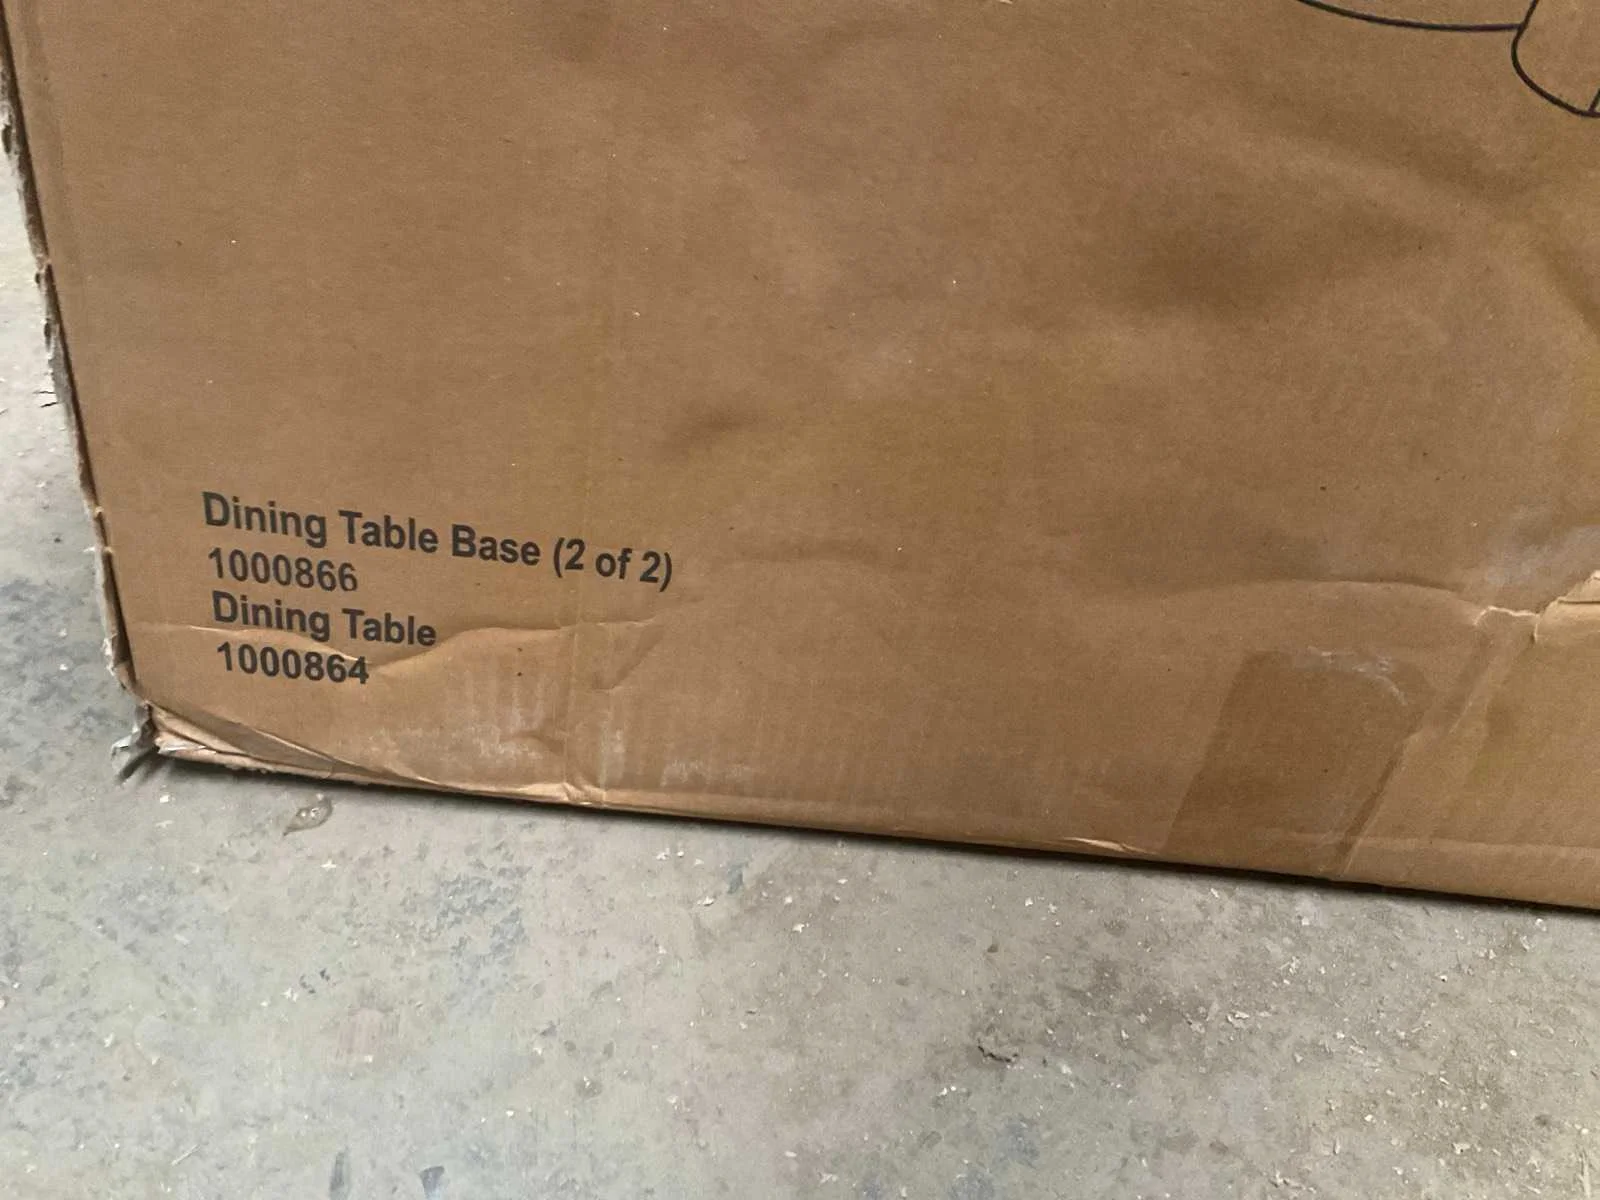 Dining Table Base (2 of 2)
1000866
Dining Table
1000864